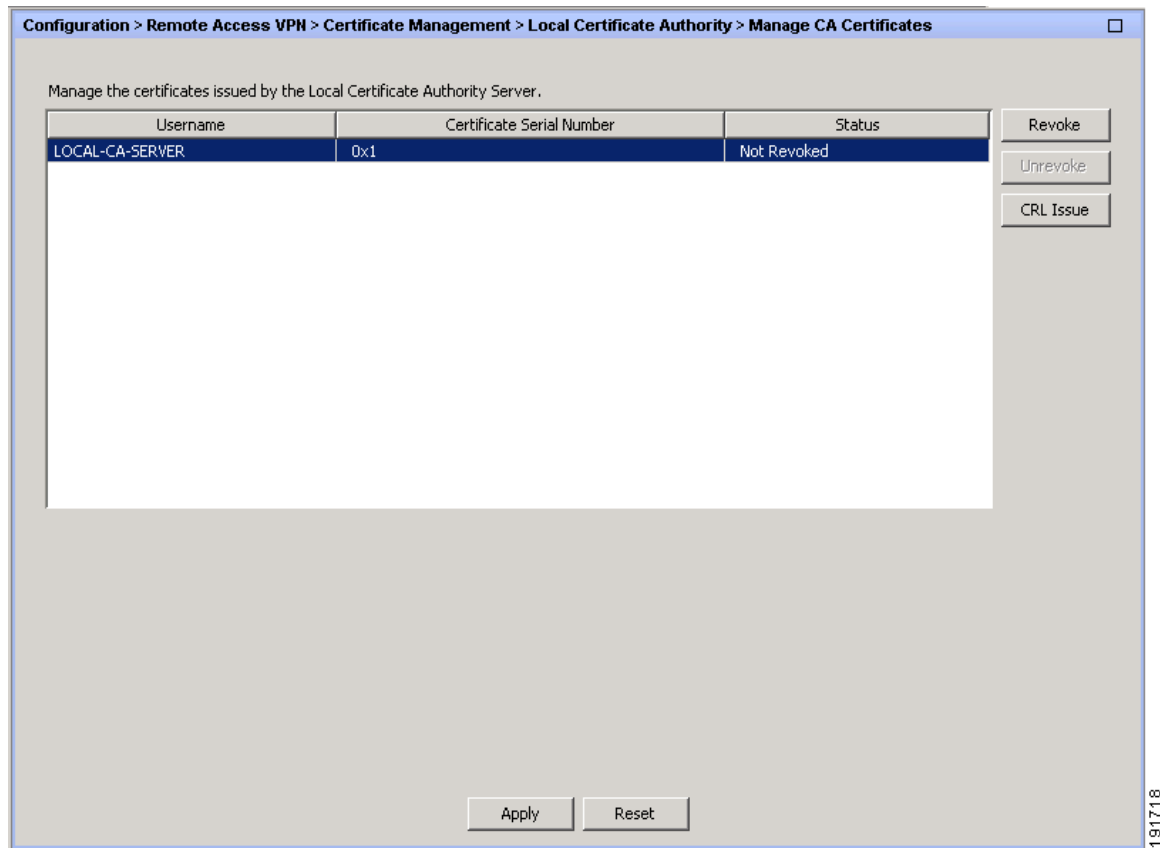 Configuration > Remote Access VPN > Certificate Management > Local Certificate Authority > Manage CA Certificates
Manage the certificates issued by the Local Certificate Authority Server.
Username Certificate Serial Number Status
LOCAL-CA-SERVER 0x1 Not Revoked
Revoke
Unrevoke
CRL Issue
Apply Reset
191718